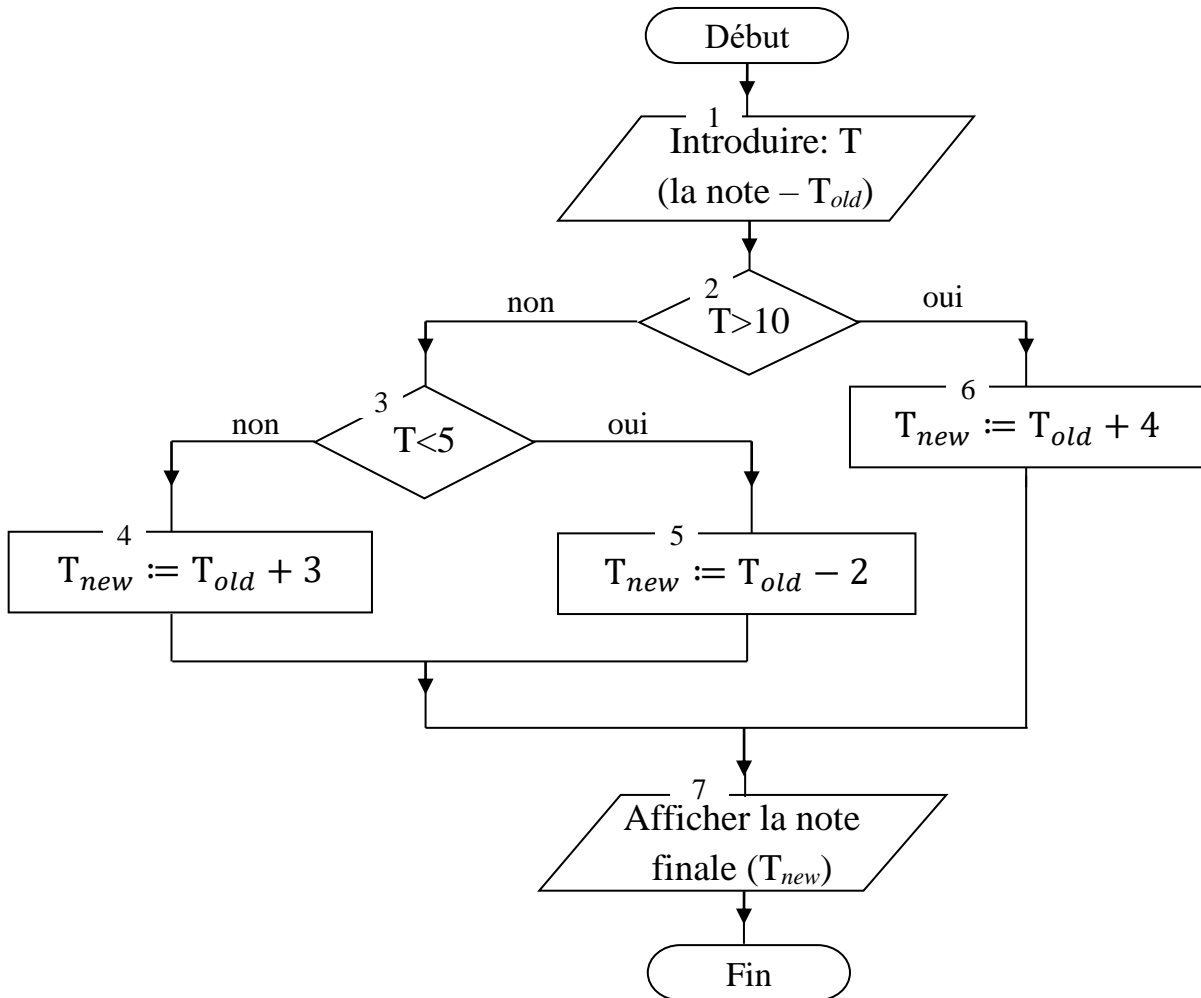 Début
1
Introduire: T
(la note – T_old)
2
non
T>10
oui
3
non
T<5
oui
6
T_new ≔ T_old + 4
4
T_new ≔ T_old + 3
5
T_new ≔ T_old − 2
7
Afficher la note
finale (T_new)
Fin